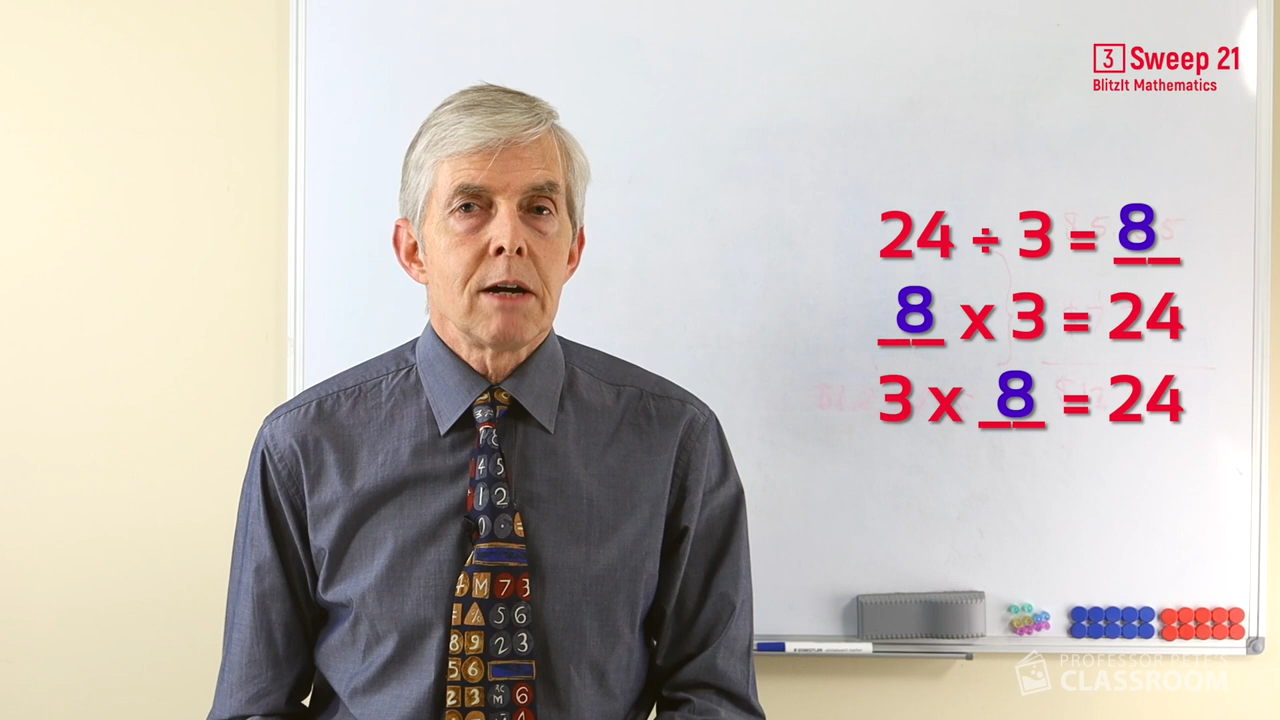 3 Sweep 21
BlitzIt Mathematics
24 ÷ 3 = 8
8 x 3 = 24
3 x 8 = 24
PROFESSOR PETE'S
CLASSROOM